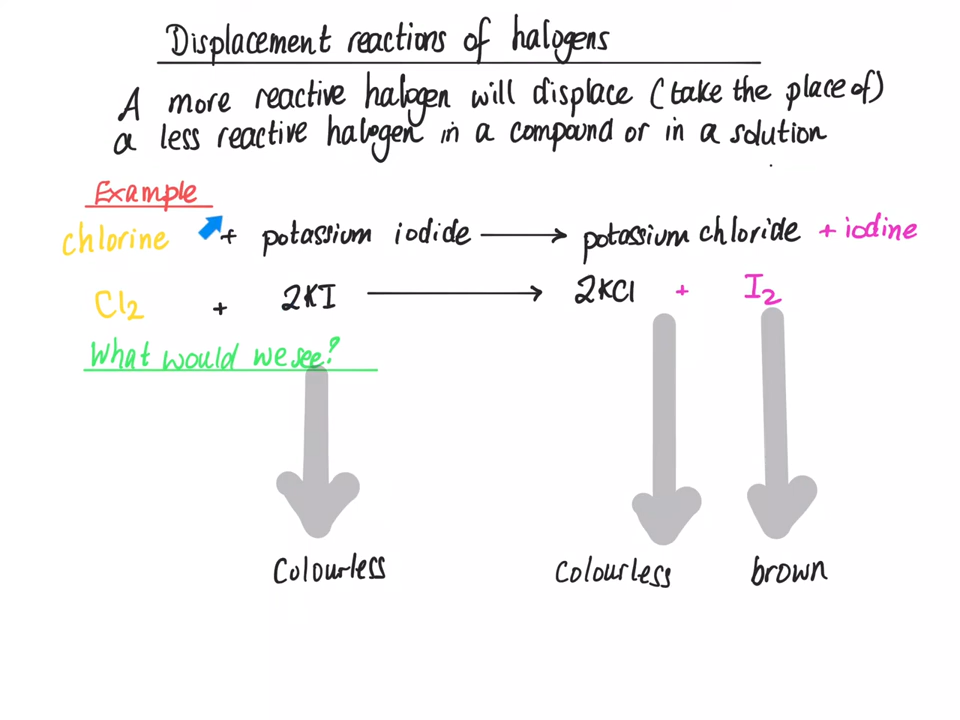 Displacement reactions of halogens
A more reactive halogen will displace (take the place of)
a less reactive halogen in a compound or in a solution
Example
chlorine + potassium iodide ⟶ potassium chloride + iodine
Cl₂ + 2KI ⟶ 2KCl + I₂
What would we see?
Colourless colourless brown